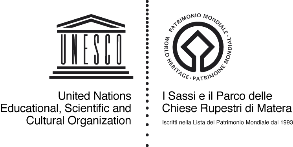 UNESCO
United Nations
Educational, Scientific and
Cultural Organization
PATRIMONIO MONDIALE
WORLD HERITAGE
PATRIMOINE MONDIAL
I Sassi e il Parco delle
Chiese Rupestri di Matera
Iscritti nella Lista del Patrimonio Mondiale dal 1993